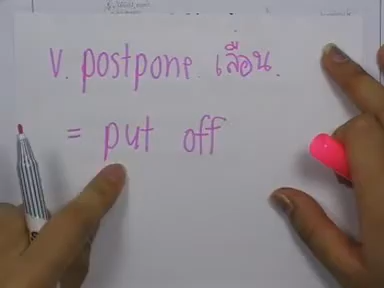 v. postpone. เลื่อน.
= put off